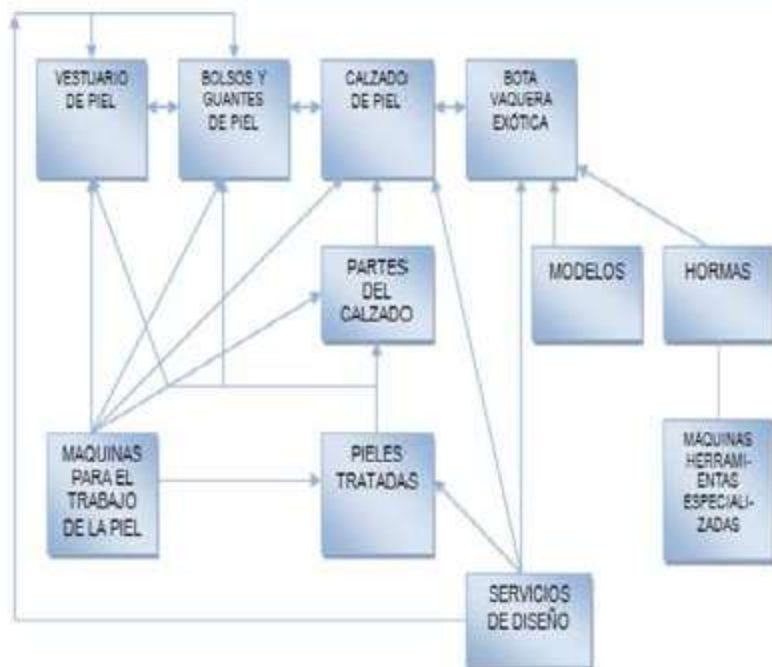 VESTUARIO
DE PIEL
BOLSOS Y
GUANTES
DE PIEL
CALZADO
DE PIEL
BOTA
VAQUERA
EXÓTICA
PARTES
DEL
CALZADO
MODELOS
HORMAS
MAQUINAS
PARA EL
TRABAJO
DE LA PIEL
PIELES
TRATADAS
MAQUINAS
HERRAMI-
ENTAS
ESPECIALI-
ZADAS
SERVICIOS
DE DISEÑO